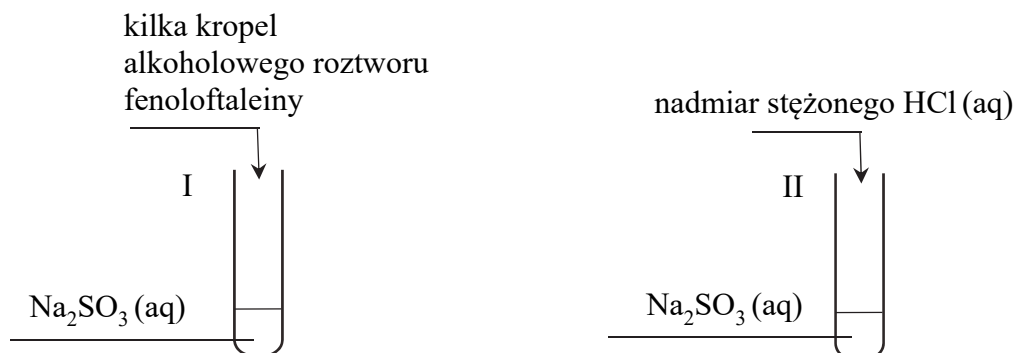 kilka kropel
alkoholowego roztworu
fenoloftaleiny
I
Na₂SO₃ (aq)
nadmiar stężonego HCl (aq)
II
Na₂SO₃ (aq)